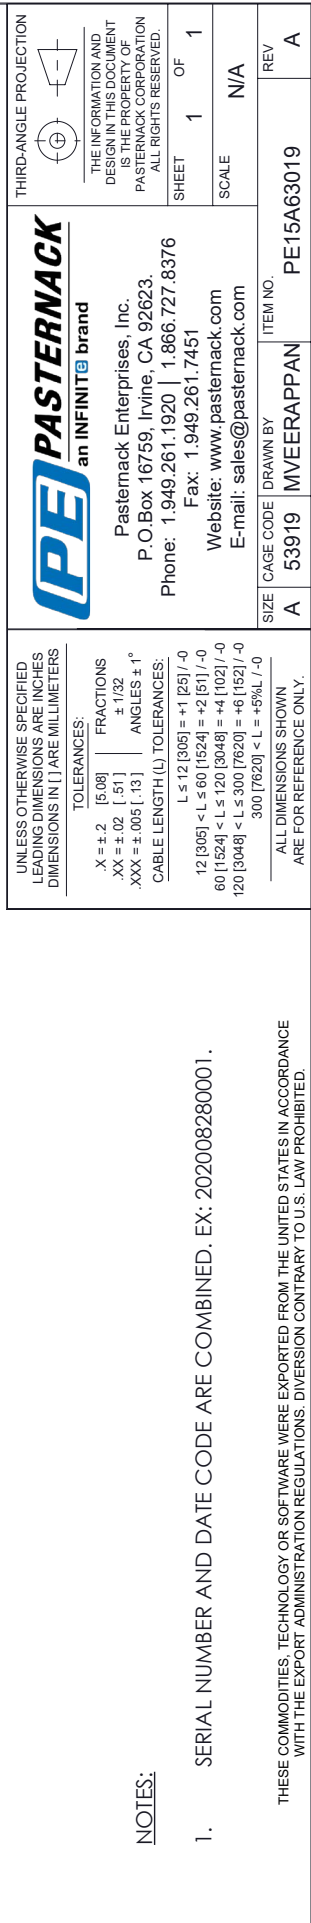 NOTES:
1. SERIAL NUMBER AND DATE CODE ARE COMBINED. EX: 202008280001.
THESE COMMODITIES, TECHNOLOGY OR SOFTWARE WERE EXPORTED FROM THE UNITED STATES IN ACCORDANCE
WITH THE EXPORT ADMINISTRATION REGULATIONS. DIVERSION CONTRARY TO U.S. LAW PROHIBITED.
UNLESS OTHERWISE SPECIFIED
LEADING DIMENSIONS ARE INCHES
DIMENSIONS IN [ ] ARE MILLIMETERS
TOLERANCES:
.X = ± .2 [5.08] FRACTIONS
.XX = ± .02 [ .51 ] ± 1/32
.XXX = ± .005 [ .13 ] ANGLES ± 1°
CABLE LENGTH (L) TOLERANCES:
L ≤ 12 [305] = +1 [25] / -0
12 [305] < L ≤ 60 [1524] = +2 [51] / -0
60 [1524] < L ≤ 120 [3048] = +4 [102] / -0
120 [3048] < L ≤ 300 [7620] = +6 [152] / -0
300 [7620] < L = +5%L / -0
ALL DIMENSIONS SHOWN
ARE FOR REFERENCE ONLY.
PE PASTERNACK
an INFINITe brand
Pasternack Enterprises, Inc.
P.O.Box 16759, Irvine, CA 92623.
Phone: 1.949.261.1920 | 1.866.727.8376
Fax: 1.949.261.7451
Website: www.pasternack.com
E-mail: sales@pasternack.com
THIRD-ANGLE PROJECTION
THE INFORMATION AND
DESIGN IN THIS DOCUMENT
IS THE PROPERTY OF
PASTERNACK CORPORATION
ALL RIGHTS RESERVED.
SHEET 1 OF 1
SCALE N/A
SIZE A
CAGE CODE 53919
DRAWN BY MVEERAPPAN
ITEM NO. PE15A63019
REV A